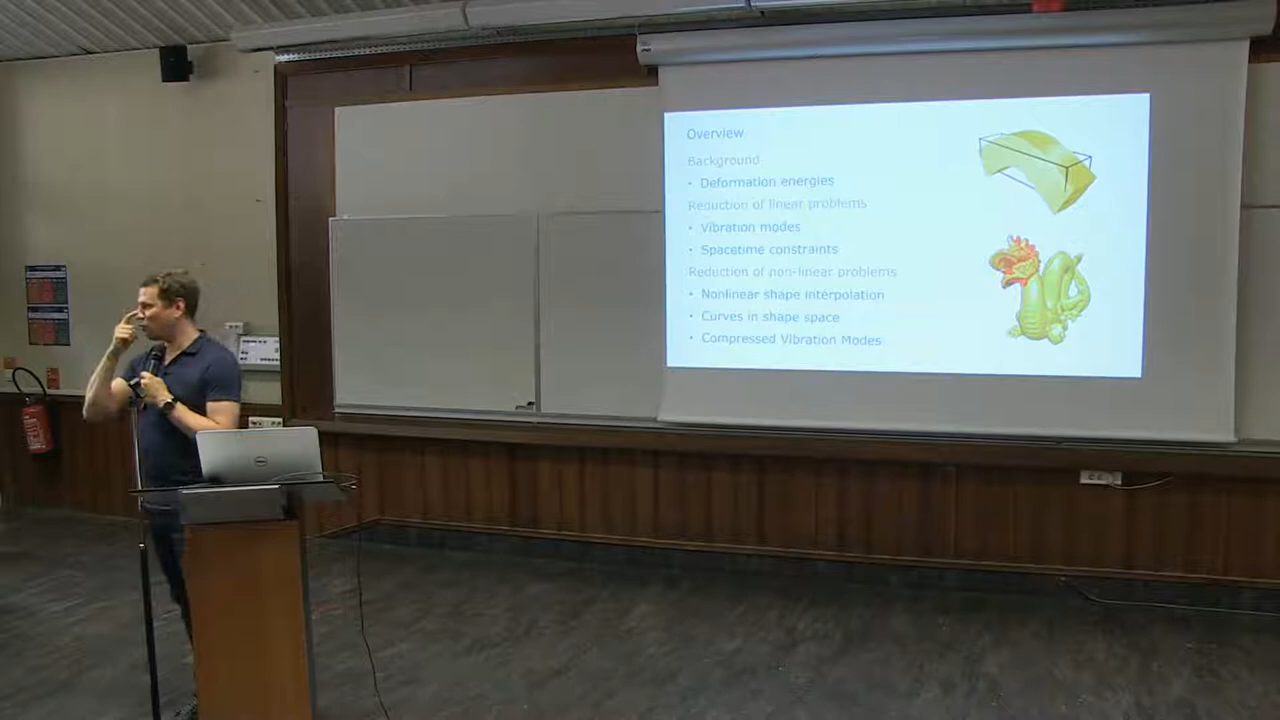 Overview
Background
• Deformation energies
Reduction of linear problems
• Vibration modes
• Spacetime constraints
Reduction of non-linear problems
• Nonlinear shape interpolation
• Curves in shape space
• Compressed Vibration Modes
DELL